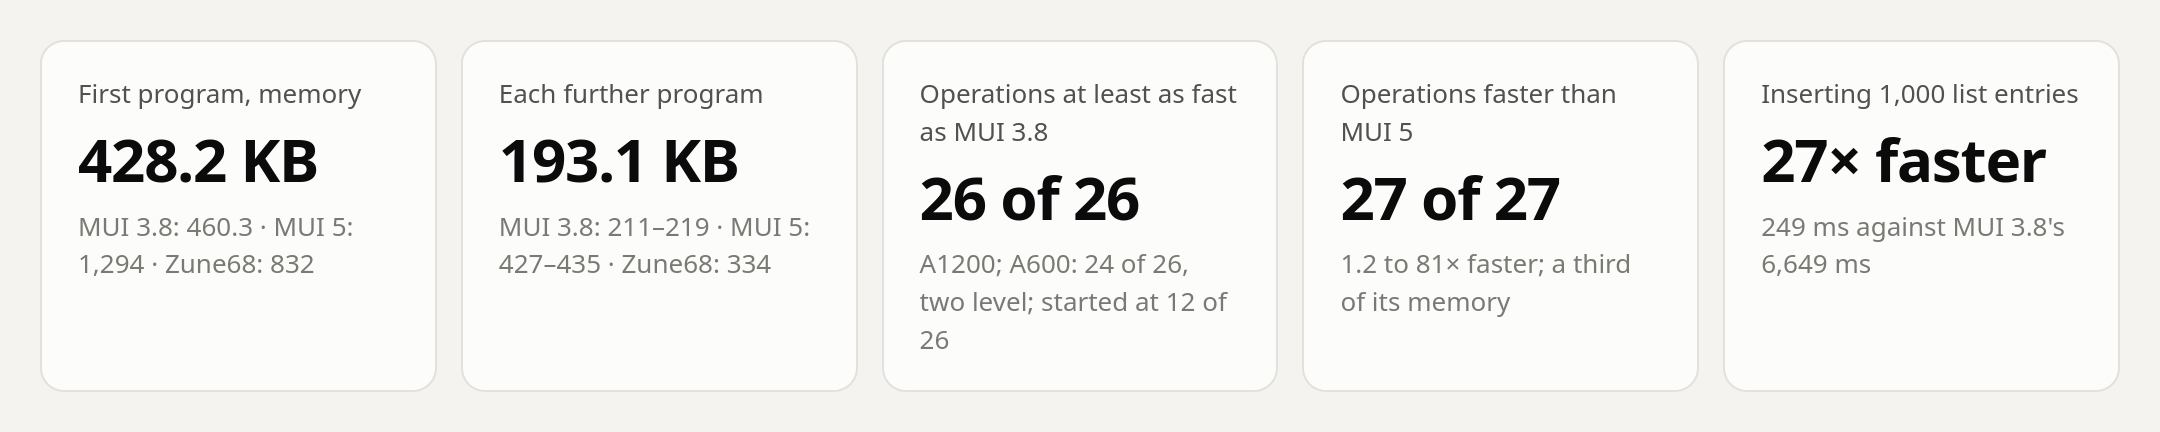 First program, memory
428.2 KB
MUI 3.8: 460.3 · MUI 5:
1,294 · Zune68: 832
Each further program
193.1 KB
MUI 3.8: 211–219 · MUI 5:
427–435 · Zune68: 334
Operations at least as fast
as MUI 3.8
26 of 26
A1200; A600: 24 of 26,
two level; started at 12 of
26
Operations faster than
MUI 5
27 of 27
1.2 to 81× faster; a third
of its memory
Inserting 1,000 list entries
27× faster
249 ms against MUI 3.8's
6,649 ms